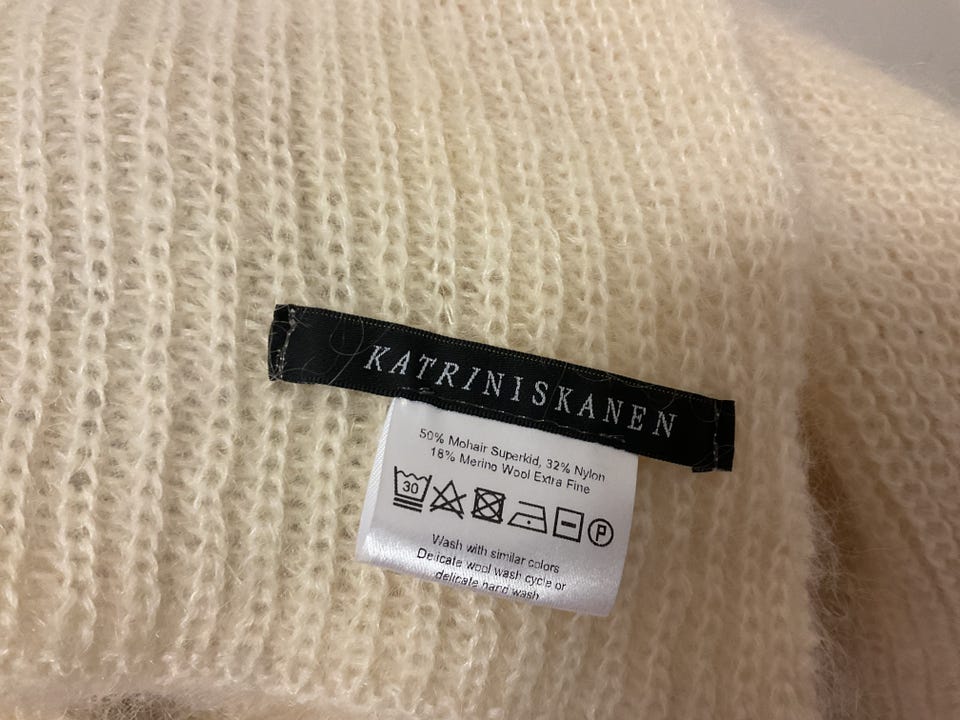 KATRINISKANEN
50% Mohair Superkid, 32% Nylon
18% Merino Wool Extra Fine
30
P
Wash with similar colors
Delicate wool wash cycle or
delicate hand wash